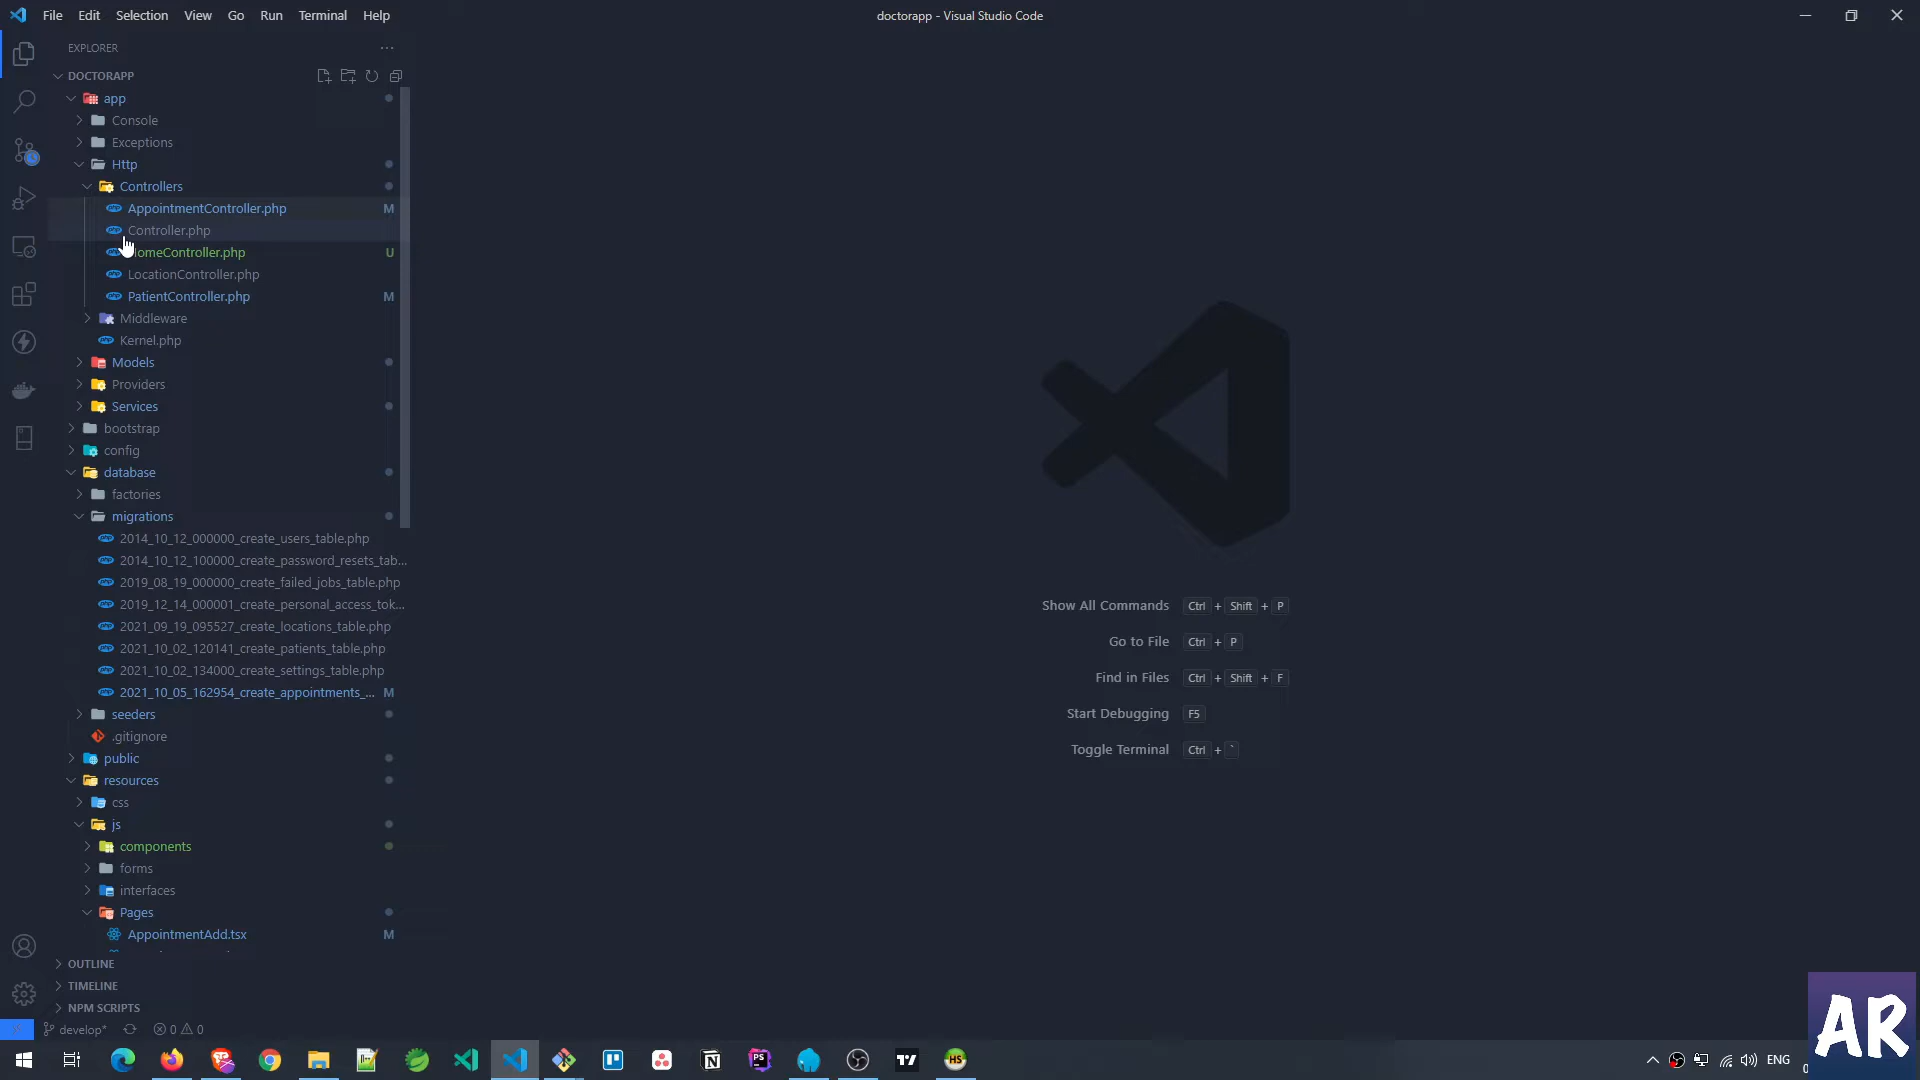 File Edit Selection View Go Run Terminal Help
doctorapp - Visual Studio Code
EXPLORER
DOCTORAPP
app
Console
Exceptions
Http
Controllers
AppointmentController.php M
Controller.php
omeController.php U
LocationController.php
PatientController.php M
Middleware
Kernel.php
Models
Providers
Services
bootstrap
config
database
factories
migrations
2014_10_12_000000_create_users_table.php
2014_10_12_100000_create_password_resets_tab...
2019_08_19_000000_create_failed_jobs_table.php
2019_12_14_000001_create_personal_access_tok...
2021_09_19_095527_create_locations_table.php
2021_10_02_120141_create_patients_table.php
2021_10_02_134000_create_settings_table.php
2021_10_05_162954_create_appointments_... M
seeders
.gitignore
public
resources
css
js
components
forms
interfaces
Pages
AppointmentAdd.tsx M
OUTLINE
TIMELINE
NPM SCRIPTS
Show All Commands Ctrl + Shift + P
Go to File Ctrl + P
Find in Files Ctrl + Shift + F
Start Debugging F5
Toggle Terminal Ctrl + `
develop* 0 0
PS
HS
ENG
AR